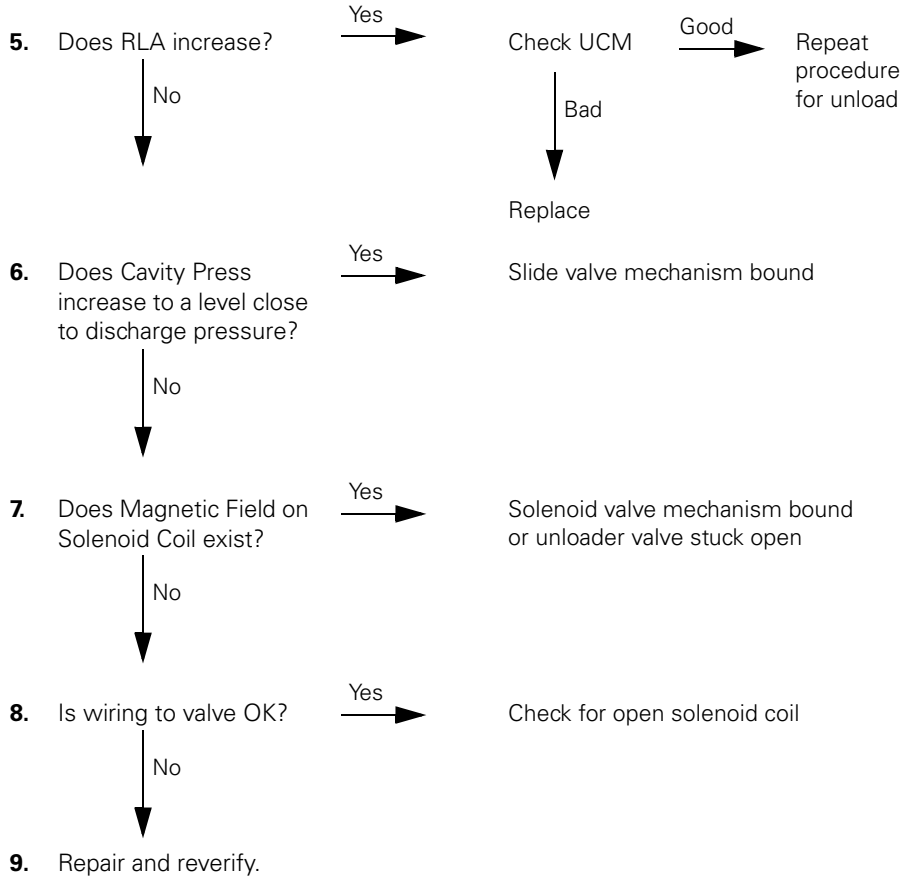 Yes
Good
5. Does RLA increase?
Check UCM
Repeat
procedure
for unload
No
Bad
Replace
Yes
6. Does Cavity Press
increase to a level close
to discharge pressure?
Slide valve mechanism bound
No
Yes
7. Does Magnetic Field on
Solenoid Coil exist?
Solenoid valve mechanism bound
or unloader valve stuck open
No
Yes
8. Is wiring to valve OK?
Check for open solenoid coil
No
9. Repair and reverify.